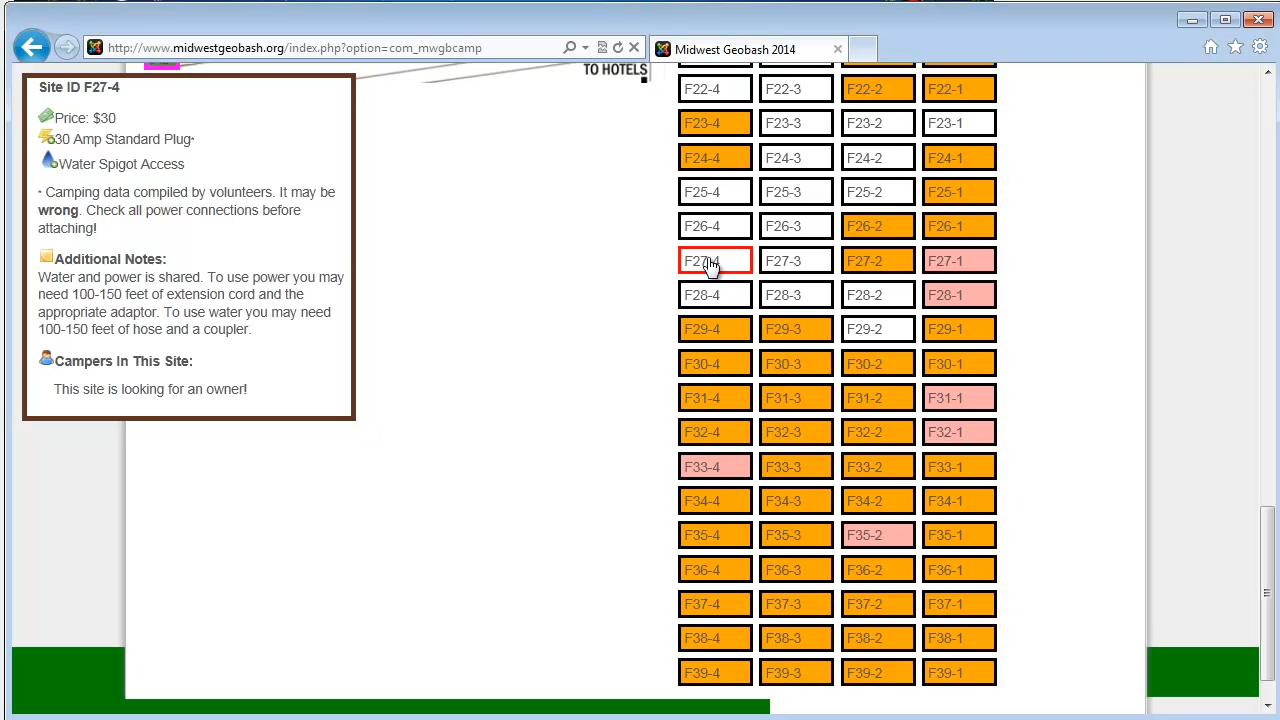 http://www.midwestgeobash.org/index.php?option=com_mwgbcamp
Midwest Geobash 2014
TO HOTELS
Site ID F27-4
Price: $30
30 Amp Standard Plug*
Water Spigot Access
* Camping data compiled by volunteers. It may be
wrong. Check all power connections before
attaching!
Additional Notes:
Water and power is shared. To use power you may
need 100-150 feet of extension cord and the
appropriate adaptor. To use water you may need
100-150 feet of hose and a coupler.
Campers In This Site:
This site is looking for an owner!
F22-4 F22-3 F22-2 F22-1
F23-4 F23-3 F23-2 F23-1
F24-4 F24-3 F24-2 F24-1
F25-4 F25-3 F25-2 F25-1
F26-4 F26-3 F26-2 F26-1
F27-4 F27-3 F27-2 F27-1
F28-4 F28-3 F28-2 F28-1
F29-4 F29-3 F29-2 F29-1
F30-4 F30-3 F30-2 F30-1
F31-4 F31-3 F31-2 F31-1
F32-4 F32-3 F32-2 F32-1
F33-4 F33-3 F33-2 F33-1
F34-4 F34-3 F34-2 F34-1
F35-4 F35-3 F35-2 F35-1
F36-4 F36-3 F36-2 F36-1
F37-4 F37-3 F37-2 F37-1
F38-4 F38-3 F38-2 F38-1
F39-4 F39-3 F39-2 F39-1